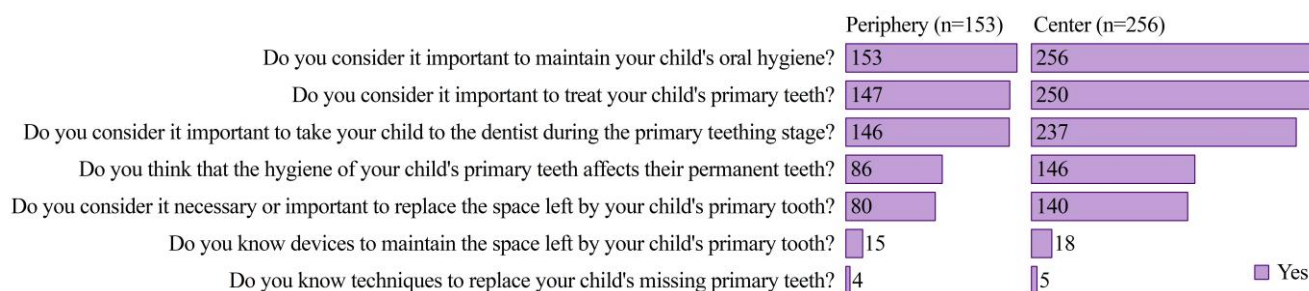 Periphery (n=153) Center (n=256)
Do you consider it important to maintain your child's oral hygiene? 153 256
Do you consider it important to treat your child's primary teeth? 147 250
Do you consider it important to take your child to the dentist during the primary teething stage? 146 237
Do you think that the hygiene of your child's primary teeth affects their permanent teeth? 86 146
Do you consider it necessary or important to replace the space left by your child's primary tooth? 80 140
Do you know devices to maintain the space left by your child's primary tooth? 15 18
Do you know techniques to replace your child's missing primary teeth? 4 5 Yes